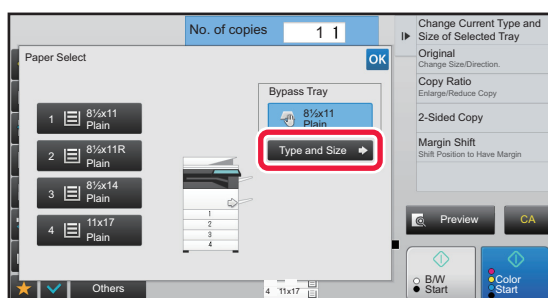 No. of copies
1 1
Paper Select
OK
Bypass Tray
8½x11
Plain
Type and Size
1
8½x11
Plain
2
8½x11R
Plain
3
8½x14
Plain
4
11x17
Plain
1
2
3
4
Others
4 11x17
Change Current Type and
Size of Selected Tray
Original
Change Size/Direction.
Copy Ratio
Enlarge/Reduce Copy
2-Sided Copy
Margin Shift
Shift Position to Have Margin
Preview
CA
B/W
Start
Color
Start